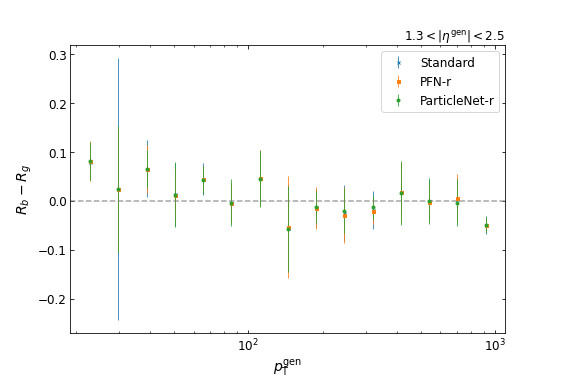 1.3 < |η^gen| < 2.5
0.3
0.2
0.1
0.0
−0.1
−0.2
R_b − R_g
Standard
PFN-r
ParticleNet-r
10^2
10^3
p_T^gen